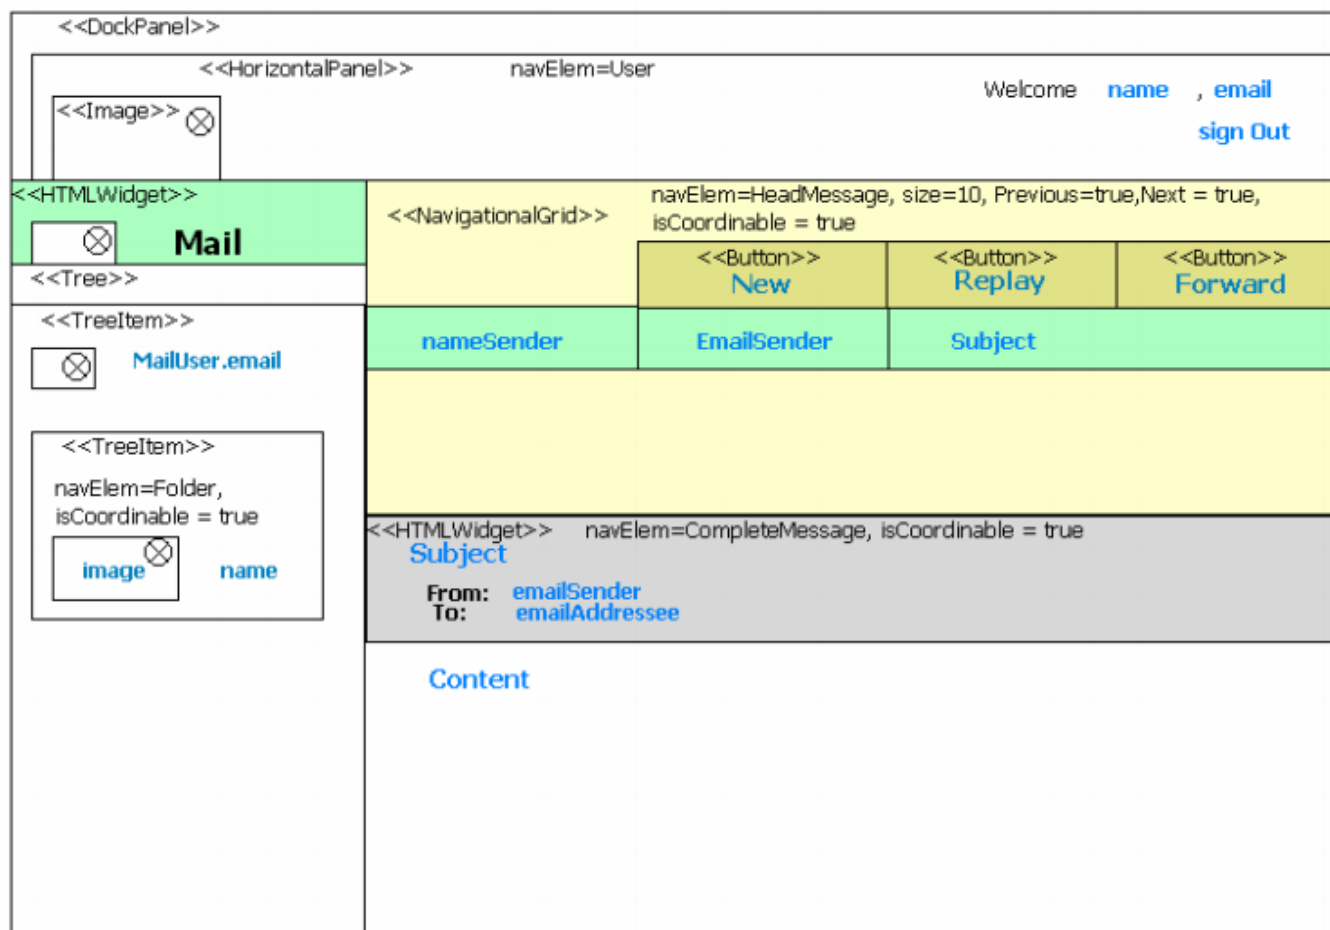 <<DockPanel>>
<<HorizontalPanel>> navElem=User
Welcome name , email
<<Image>>
sign Out
<<HTMLWidget>>
Mail
<<Tree>>
<<TreeItem>>
MailUser.email
<<TreeItem>>
navElem=Folder,
isCoordinable = true
image name
<<NavigationalGrid>>
navElem=HeadMessage, size=10, Previous=true,Next = true,
isCoordinable = true
<<Button>> <<Button>> <<Button>>
New Replay Forward
nameSender EmailSender Subject
<<HTMLWidget>> navElem=CompleteMessage, isCoordinable = true
Subject
From: emailSender
To: emailAddressee
Content